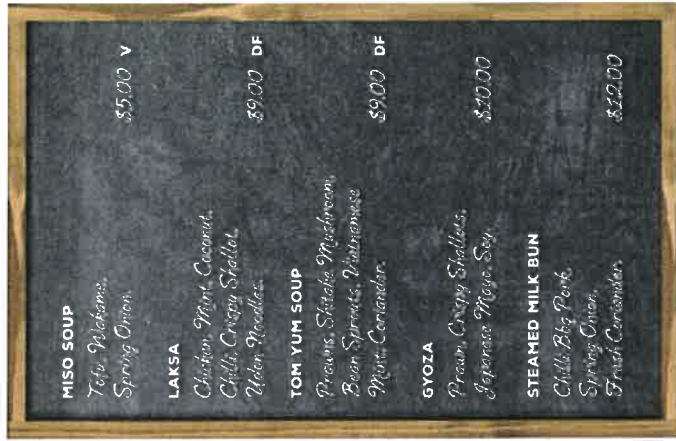 MISO SOUP
Tofu, Wakame,
Spring Onion. $5.00 V
LAKSA
Chicken, Mint, Coconut,
Chilli, Crispy Shallot,
Udon Noodles. $9.00 DF
TOM YUM SOUP
Prawns, Shitake Mushroom,
Bean Sprouts, Vietnamese
Mint, Coriander. $9.00 DF
GYOZA
Prawn, Crispy Shallots,
Japanese Mayo, Soy $10.00
STEAMED MILK BUN
Chilli Bbq Pork,
Spring Onion,
Fresh Coriander. $12.00